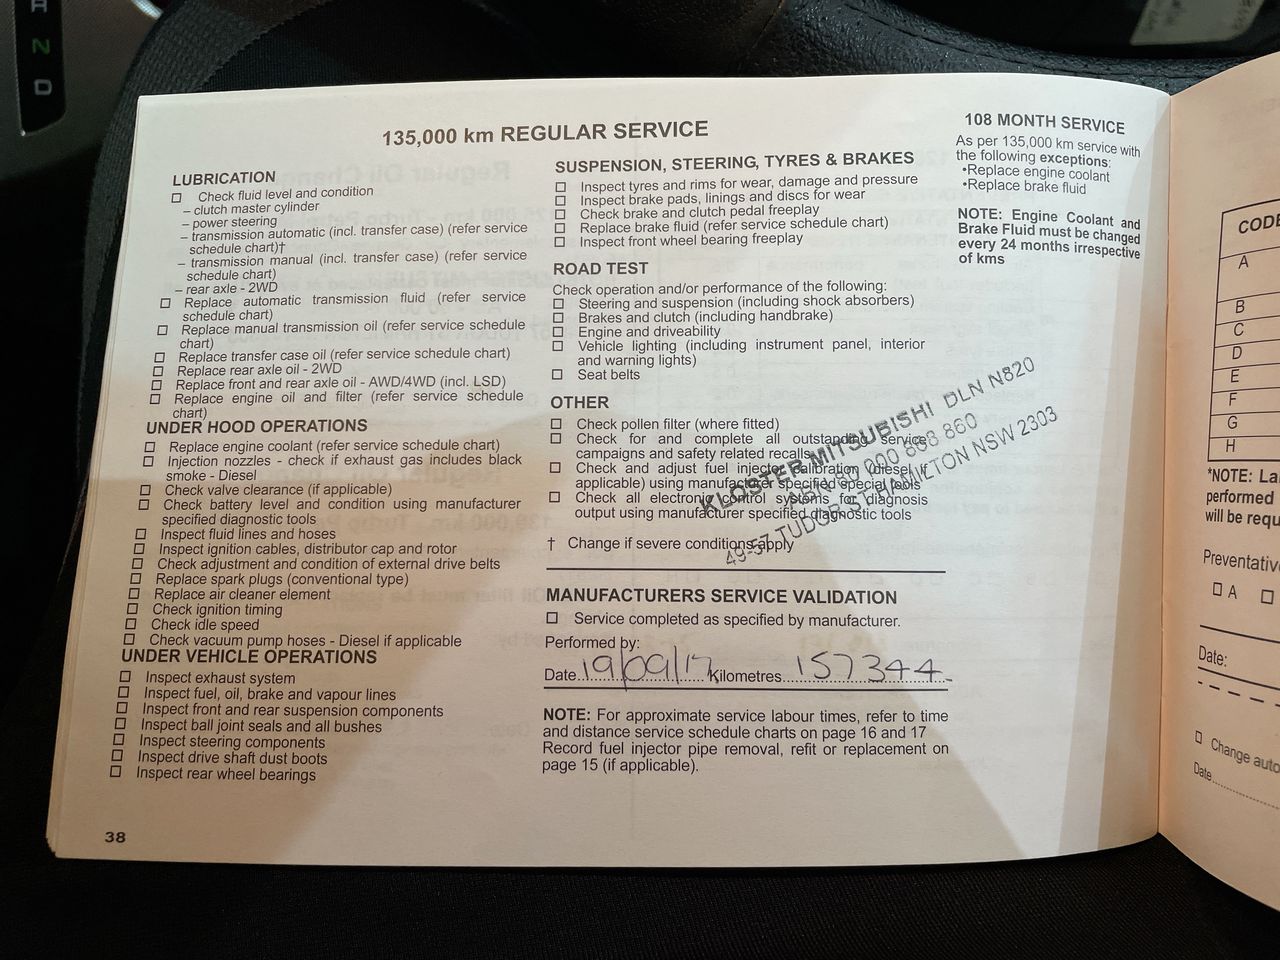 N
D
135,000 km REGULAR SERVICE
LUBRICATION
☐ Check fluid level and condition
– clutch master cylinder
– power steering
– transmission automatic (incl. transfer case) (refer service
schedule chart)†
– transmission manual (incl. transfer case) (refer service
schedule chart)
– rear axle - 2WD
☐ Replace automatic transmission fluid (refer service
schedule chart)
☐ Replace manual transmission oil (refer service schedule
chart)
☐ Replace transfer case oil (refer service schedule chart)
☐ Replace rear axle oil - 2WD
☐ Replace front and rear axle oil - AWD/4WD (incl. LSD)
☐ Replace engine oil and filter (refer service schedule
chart)
UNDER HOOD OPERATIONS
☐ Replace engine coolant (refer service schedule chart)
☐ Injection nozzles - check if exhaust gas includes black
smoke - Diesel
☐ Check valve clearance (if applicable)
☐ Check battery level and condition using manufacturer
specified diagnostic tools
☐ Inspect fluid lines and hoses
☐ Inspect ignition cables, distributor cap and rotor
☐ Check adjustment and condition of external drive belts
☐ Replace spark plugs (conventional type)
☐ Replace air cleaner element
☐ Check ignition timing
☐ Check idle speed
☐ Check vacuum pump hoses - Diesel if applicable
UNDER VEHICLE OPERATIONS
☐ Inspect exhaust system
☐ Inspect fuel, oil, brake and vapour lines
☐ Inspect front and rear suspension components
☐ Inspect ball joint seals and all bushes
☐ Inspect steering components
☐ Inspect drive shaft dust boots
☐ Inspect rear wheel bearings
38
SUSPENSION, STEERING, TYRES & BRAKES
☐ Inspect tyres and rims for wear, damage and pressure
☐ Inspect brake pads, linings and discs for wear
☐ Check brake and clutch pedal freeplay
☐ Replace brake fluid (refer service schedule chart)
☐ Inspect front wheel bearing freeplay
ROAD TEST
Check operation and/or performance of the following:
☐ Steering and suspension (including shock absorbers)
☐ Brakes and clutch (including handbrake)
☐ Engine and driveability
☐ Vehicle lighting (including instrument panel, interior
and warning lights)
☐ Seat belts
OTHER
☐ Check pollen filter (where fitted)
☐ Check for and complete all outstanding service
campaigns and safety related recalls
☐ Check and adjust fuel injector calibration (diesel if
applicable) using manufacturer specified special tools
☐ Check all electronic control systems for diagnosis
output using manufacturer specified diagnostic tools
† Change if severe conditions apply
KLOSTER MITSUBISHI DLN N820
000 868 860
49-57 TUDOR ST HAMILTON NSW 2303
MANUFACTURERS SERVICE VALIDATION
☐ Service completed as specified by manufacturer.
Performed by:
Date 19/09/17 Kilometres 157344
NOTE: For approximate service labour times, refer to time
and distance service schedule charts on page 16 and 17
Record fuel injector pipe removal, refit or replacement on
page 15 (if applicable).
108 MONTH SERVICE
As per 135,000 km service with
the following exceptions:
•Replace engine coolant
•Replace brake fluid
NOTE: Engine Coolant and
Brake Fluid must be changed
every 24 months irrespective
of kms
CODE
A
B
C
D
E
F
G
H
*NOTE:
performed
will be
☐ A ☐
Date:
☐ Change
Date